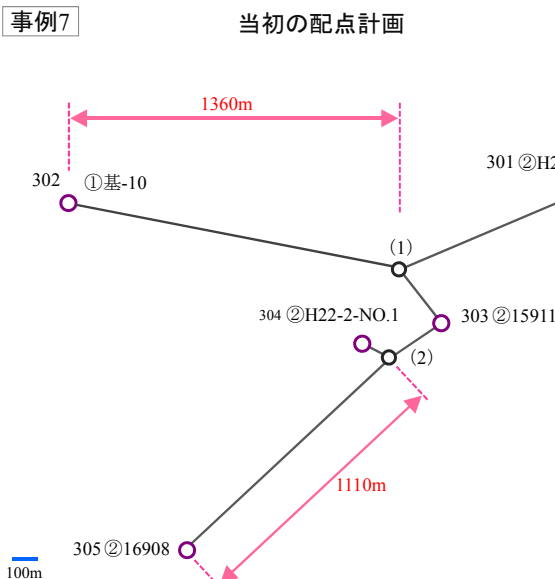 事例7
当初の配点計画
1360m
301 ②H2
302 ①基-10
(1)
304 ②H22-2-NO.1
303 ②15911
(2)
1110m
305 ②16908
100m